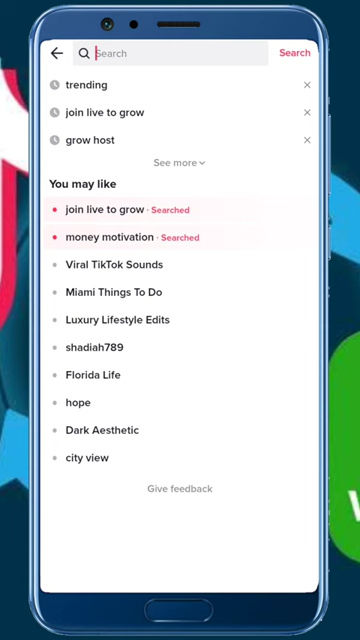 Search
Search
trending
join live to grow
grow host
See more
You may like
join live to grow · Searched
money motivation · Searched
Viral TikTok Sounds
Miami Things To Do
Luxury Lifestyle Edits
shadiah789
Florida Life
hope
Dark Aesthetic
city view
Give feedback